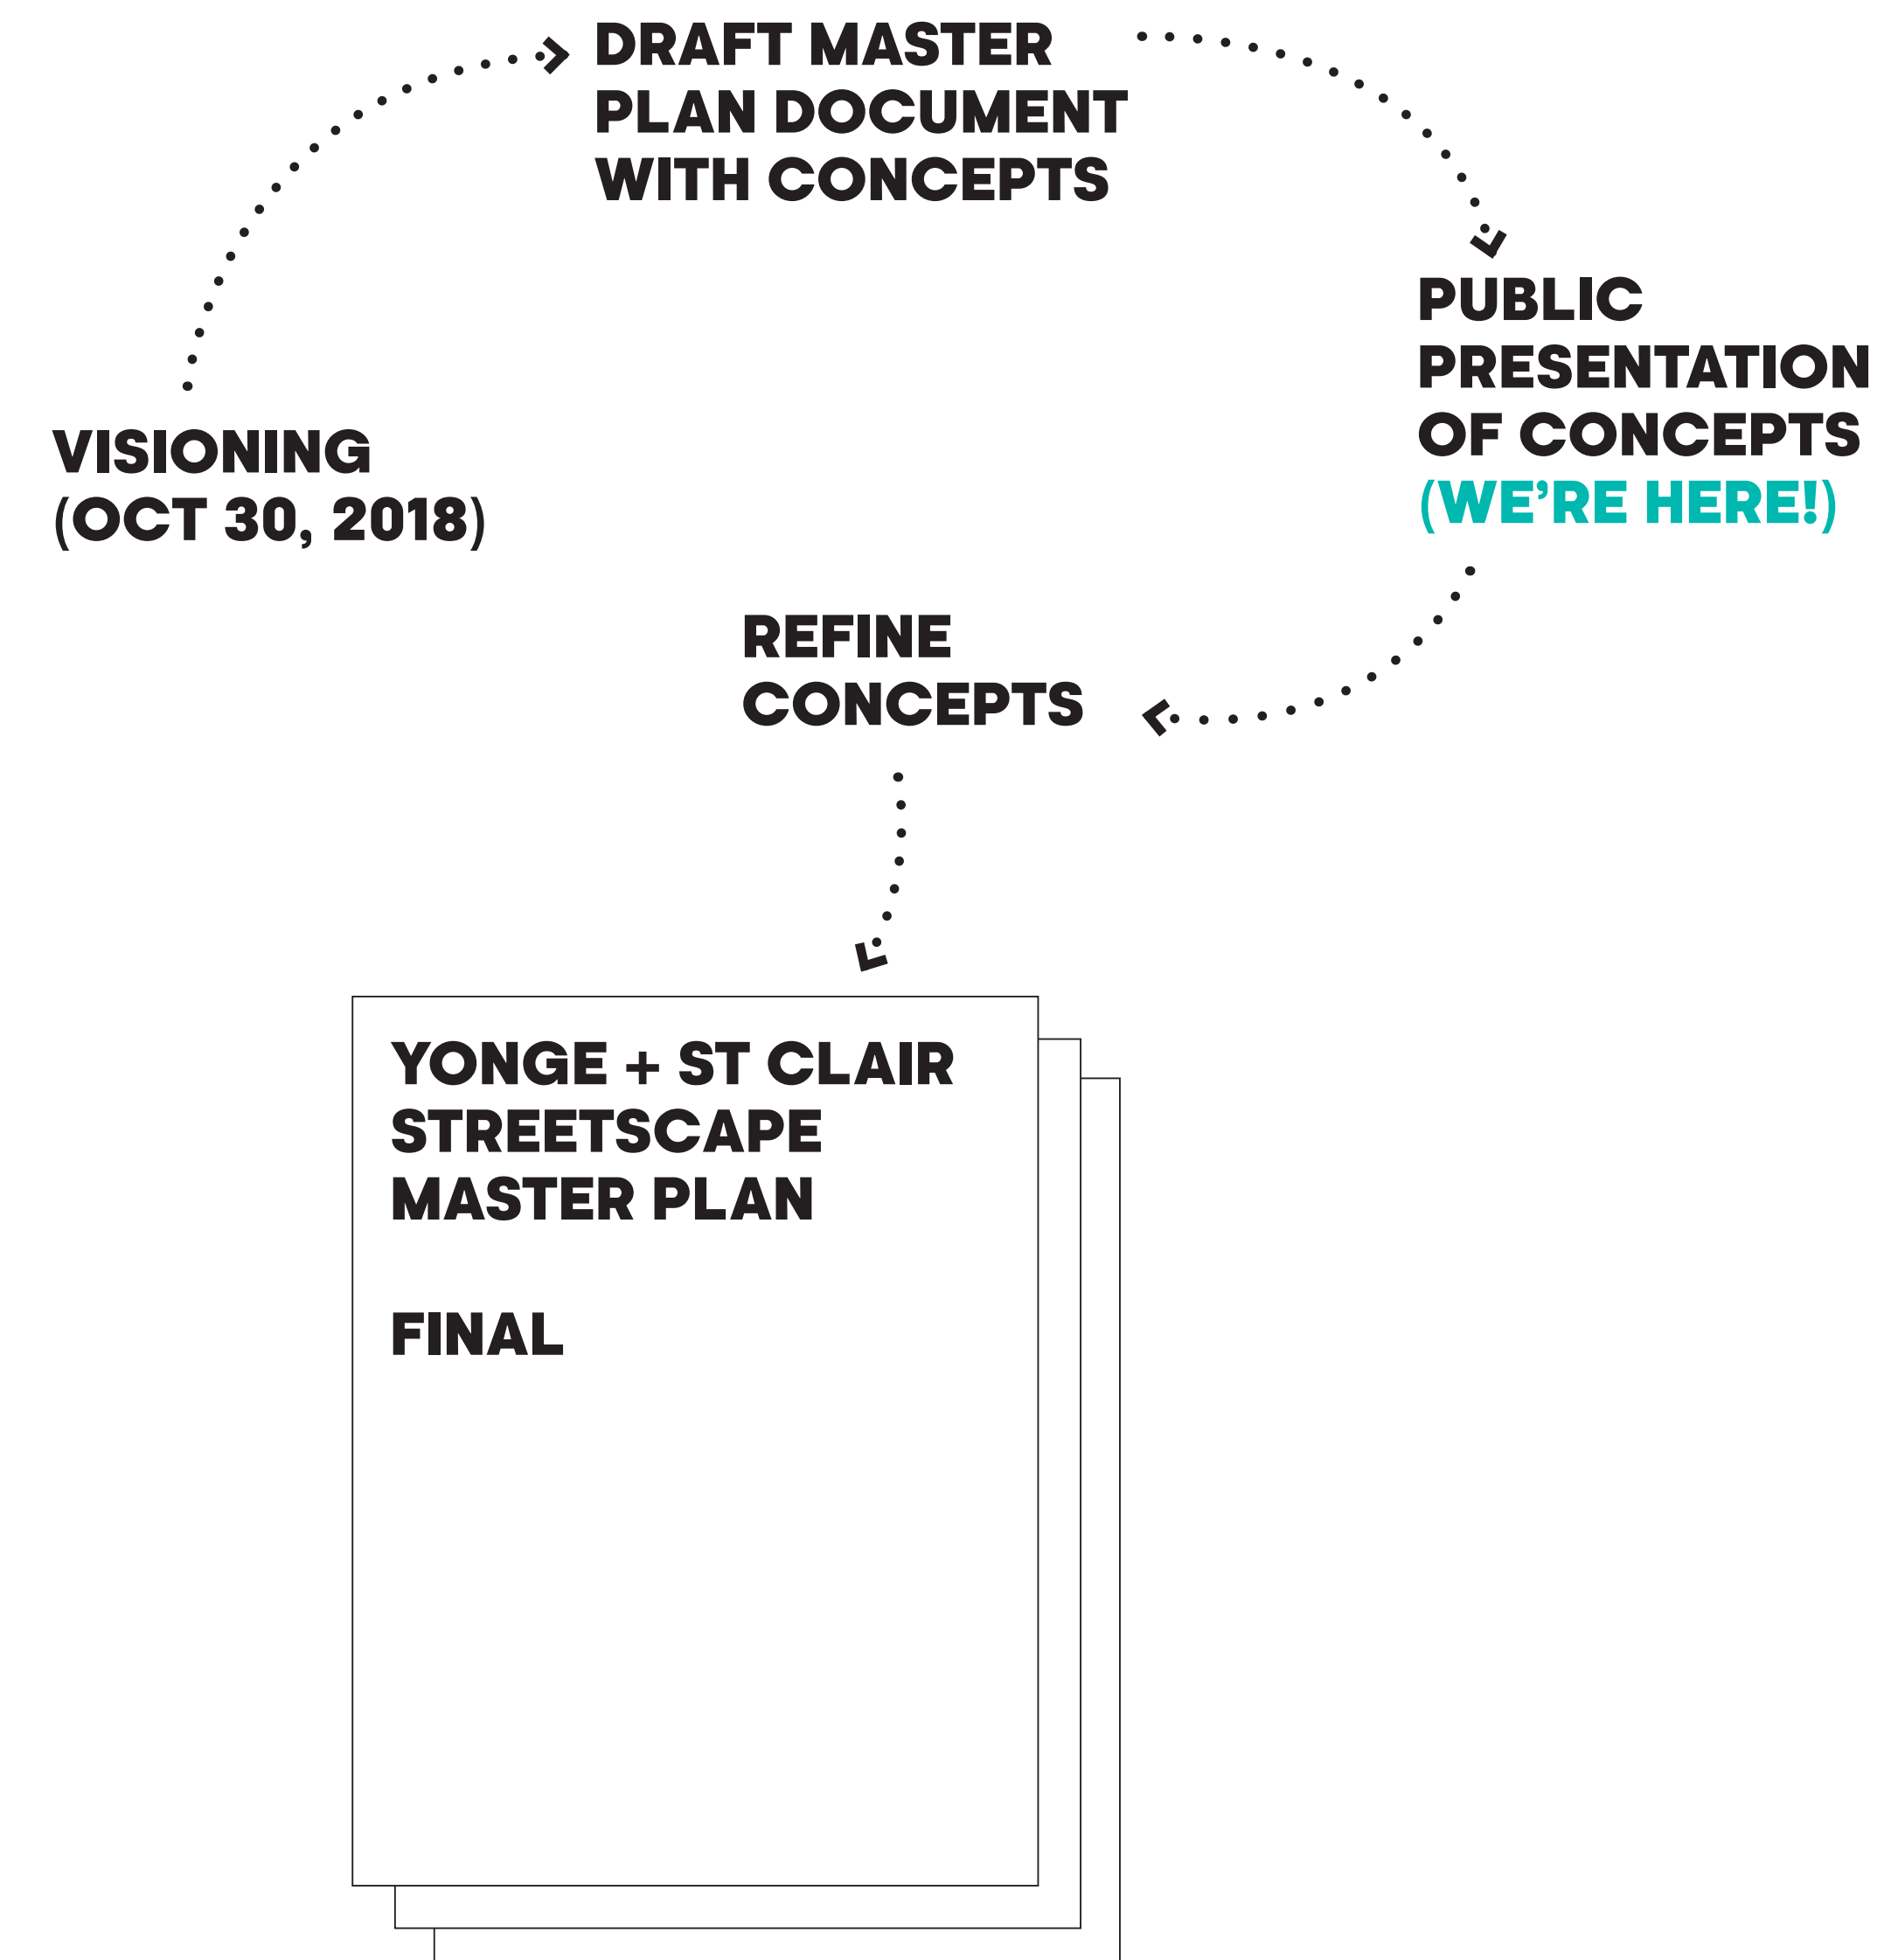 DRAFT MASTER
PLAN DOCUMENT
WITH CONCEPTS
PUBLIC
PRESENTATION
OF CONCEPTS
(WE’RE HERE!)
VISIONING
(OCT 30, 2018)
REFINE
CONCEPTS
YONGE + ST CLAIR
STREETSCAPE
MASTER PLAN
FINAL